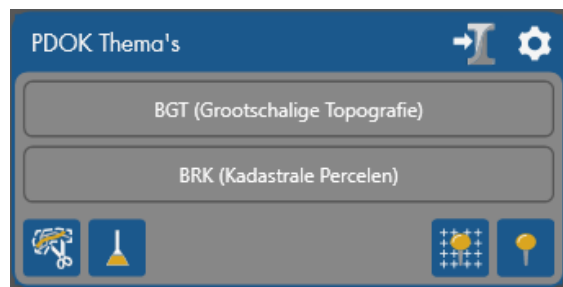 PDOK Thema's
BGT (Grootschalige Topografie)
BRK (Kadastrale Percelen)